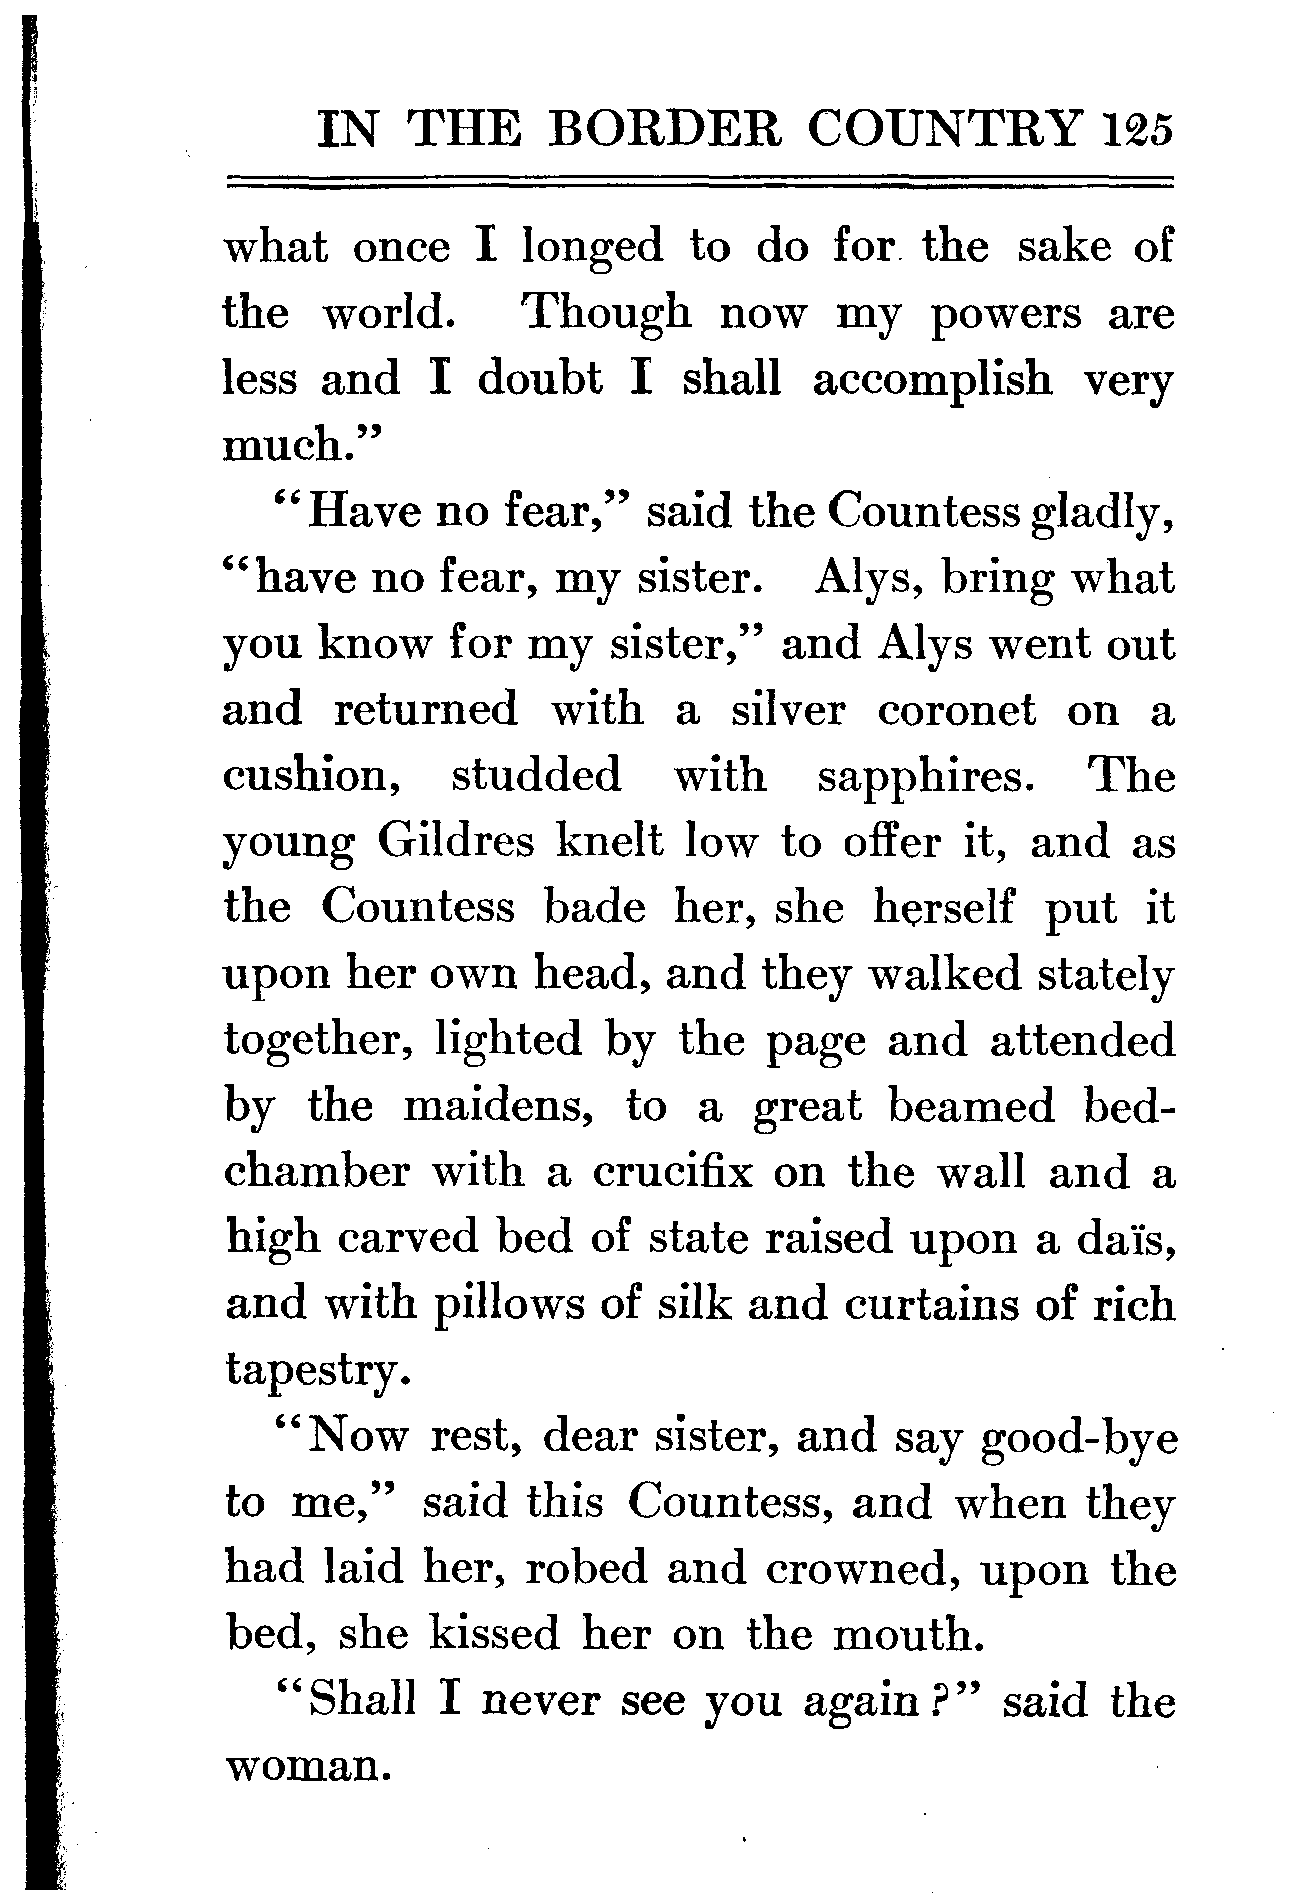 IN THE BORDER COUNTRY 125
what once I longed to do for the sake of
the world. Though now my powers are
less and I doubt I shall accomplish very
much.”
“Have no fear,” said the Countess gladly,
“have no fear, my sister. Alys, bring what
you know for my sister,” and Alys went out
and returned with a silver coronet on a
cushion, studded with sapphires. The
young Gildres knelt low to offer it, and as
the Countess bade her, she herself put it
upon her own head, and they walked stately
together, lighted by the page and attended
by the maidens, to a great beamed bed-
chamber with a crucifix on the wall and a
high carved bed of state raised upon a daïs,
and with pillows of silk and curtains of rich
tapestry.
“Now rest, dear sister, and say good-bye
to me,” said this Countess, and when they
had laid her, robed and crowned, upon the
bed, she kissed her on the mouth.
“Shall I never see you again?” said the
woman.